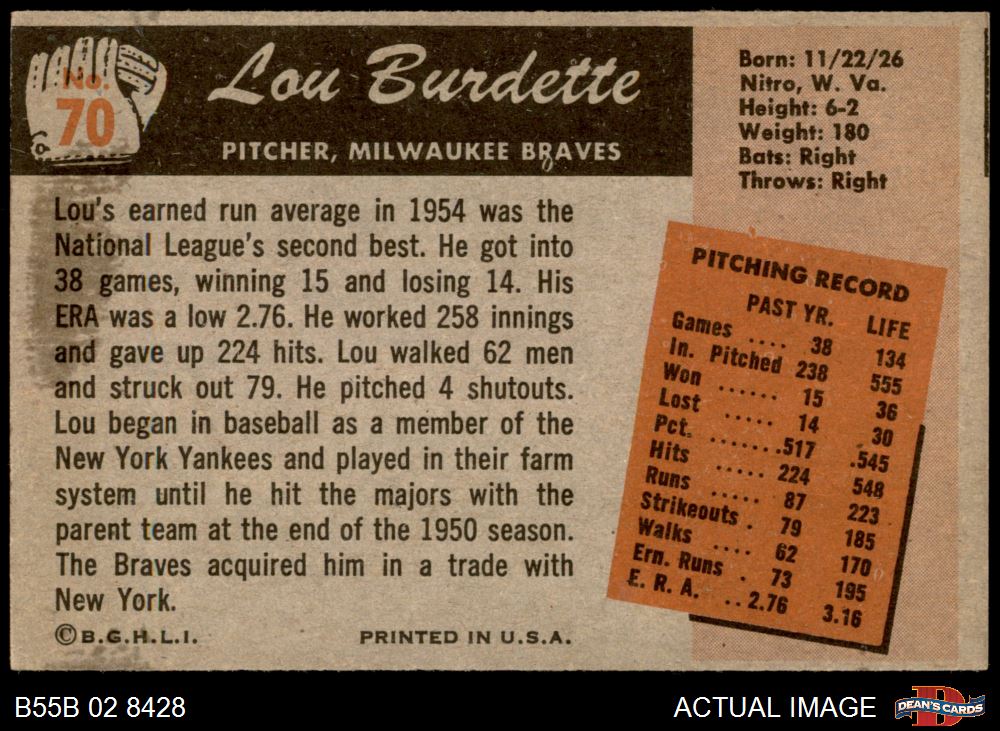 No.
70
Lou Burdette
PITCHER, MILWAUKEE BRAVES
Lou's earned run average in 1954 was the
National League's second best. He got into
38 games, winning 15 and losing 14. His
ERA was a low 2.76. He worked 258 innings
and gave up 224 hits. Lou walked 62 men
and struck out 79. He pitched 4 shutouts.
Lou began in baseball as a member of the
New York Yankees and played in their farm
system until he hit the majors with the
parent team at the end of the 1950 season.
The Braves acquired him in a trade with
New York.
©B.G.H.L.I. PRINTED IN U.S.A.
Born: 11/22/26
Nitro, W. Va.
Height: 6-2
Weight: 180
Bats: Right
Throws: Right
PITCHING RECORD
PAST YR. LIFE
Games .... 38 134
In. Pitched 238 555
Won ...... 15 36
Lost ..... 14 30
Pct. ...... .517 .545
Hits ..... 224 548
Runs ..... 87 223
Strikeouts . 79 185
Walks .... 62 170
Ern. Runs . 73 195
E. R. A. .. 2.76 3.16
B55B 02 8428
ACTUAL IMAGE
DEAN'S CARDS